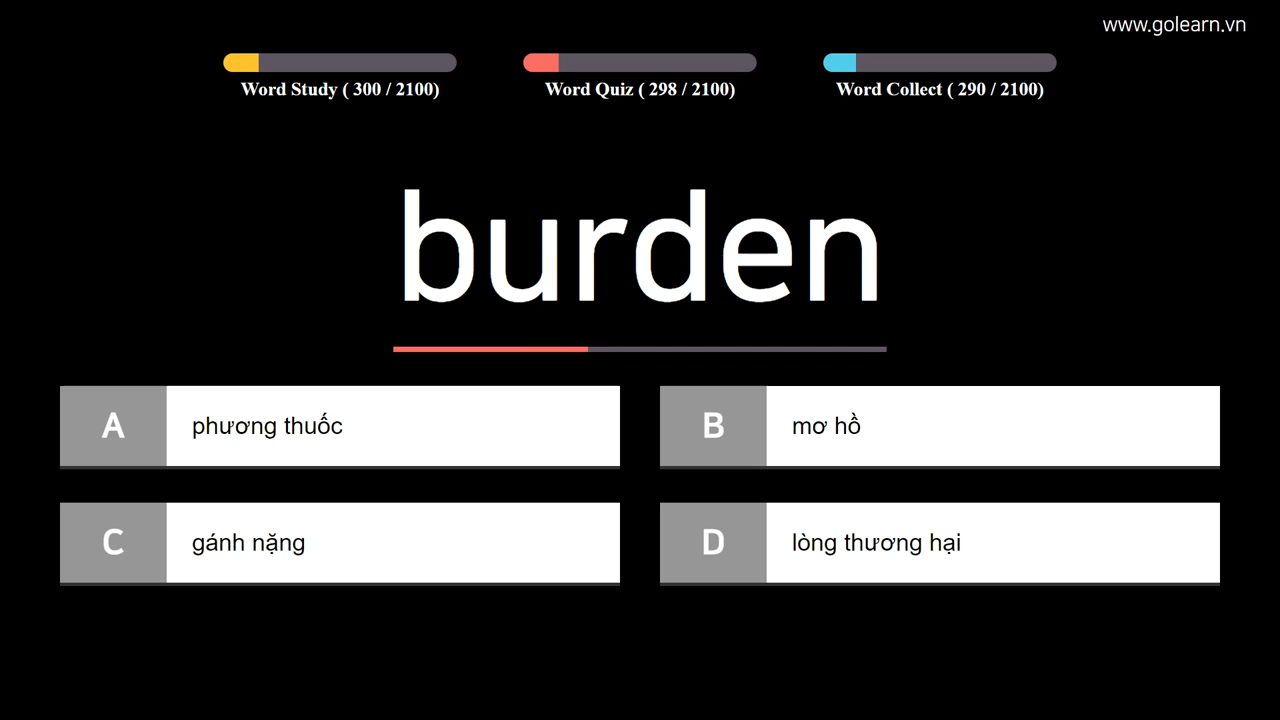 www.golearn.vn
Word Study ( 300 / 2100)
Word Quiz ( 298 / 2100)
Word Collect ( 290 / 2100)
burden
A phương thuốc
B mơ hồ
C gánh nặng
D lòng thương hại